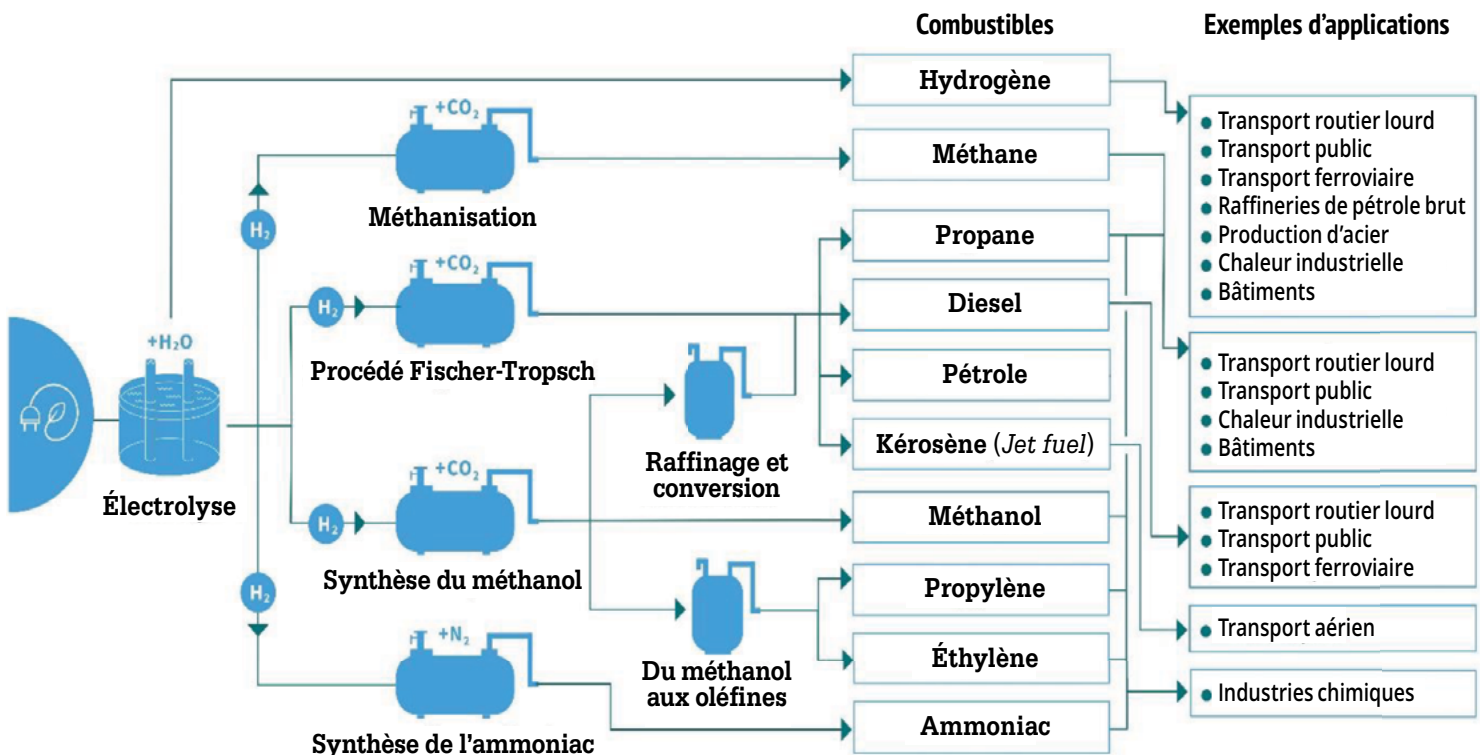 Combustibles
Exemples d'applications
Hydrogène
+CO₂
Méthanisation
Méthane
H₂
• Transport routier lourd
• Transport public
• Transport ferroviaire
• Raffineries de pétrole brut
• Production d'acier
• Chaleur industrielle
• Bâtiments
+CO₂
H₂
Procédé Fischer-Tropsch
Propane
Diesel
Pétrole
Kérosène (Jet fuel)
+H₂O
Électrolyse
Raffinage et
conversion
• Transport routier lourd
• Transport public
• Chaleur industrielle
• Bâtiments
+CO₂
H₂
Synthèse du méthanol
Méthanol
• Transport routier lourd
• Transport public
• Transport ferroviaire
H₂
Du méthanol
aux oléfines
Propylène
Éthylène
• Transport aérien
+N₂
Synthèse de l'ammoniac
Ammoniac
• Industries chimiques